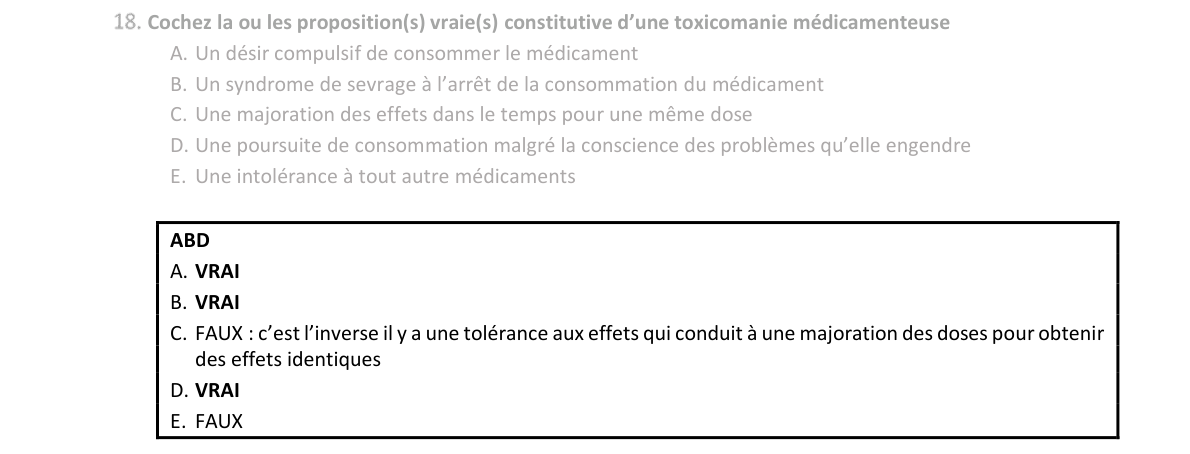 18. Cochez la ou les proposition(s) vraie(s) constitutive d’une toxicomanie médicamenteuse
A. Un désir compulsif de consommer le médicament
B. Un syndrome de sevrage à l’arrêt de la consommation du médicament
C. Une majoration des effets dans le temps pour une même dose
D. Une poursuite de consommation malgré la conscience des problèmes qu’elle engendre
E. Une intolérance à tout autre médicaments
ABD
A. VRAI
B. VRAI
C. FAUX : c’est l’inverse il y a une tolérance aux effets qui conduit à une majoration des doses pour obtenir
des effets identiques
D. VRAI
E. FAUX